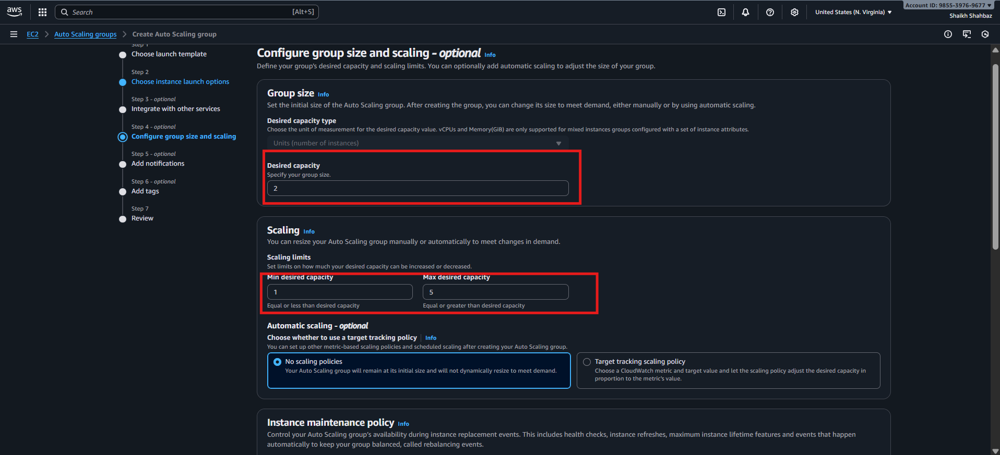 aws
Search
[Alt+S]
United States (N. Virginia)
Account ID: 9855-3976-9677
Shaikh Shahbaz
EC2
Auto Scaling groups
Create Auto Scaling group
Step 1
Choose launch template
Step 2
Choose instance launch options
Step 3 - optional
Integrate with other services
Step 4 - optional
Configure group size and scaling
Step 5 - optional
Add notifications
Step 6 - optional
Add tags
Step 7
Review
Configure group size and scaling - optional Info
Define your group's desired capacity and scaling limits. You can optionally add automatic scaling to adjust the size of your group.
Group size Info
Set the initial size of the Auto Scaling group. After creating the group, you can change its size to meet demand, either manually or by using automatic scaling.
Desired capacity type
Choose the unit of measurement for the desired capacity value. vCPUs and Memory(GiB) are only supported for mixed instances groups configured with a set of instance attributes.
Units (number of instances)
Desired capacity
Specify your group size.
2
Scaling Info
You can resize your Auto Scaling group manually or automatically to meet changes in demand.
Scaling limits
Set limits on how much your desired capacity can be increased or decreased.
Min desired capacity
Max desired capacity
1
5
Equal or less than desired capacity
Equal or greater than desired capacity
Automatic scaling - optional
Choose whether to use a target tracking policy Info
You can set up other metric-based scaling policies and scheduled scaling after creating your Auto Scaling group.
No scaling policies
Your Auto Scaling group will remain at its initial size and will not dynamically resize to meet demand.
Target tracking scaling policy
Choose a CloudWatch metric and target value and let the scaling policy adjust the desired capacity in
proportion to the metric's value.
Instance maintenance policy Info
Control your Auto Scaling group's availability during instance replacement events. This includes health checks, instance refreshes, maximum instance lifetime features and events that happen
automatically to keep your group balanced, called rebalancing events.